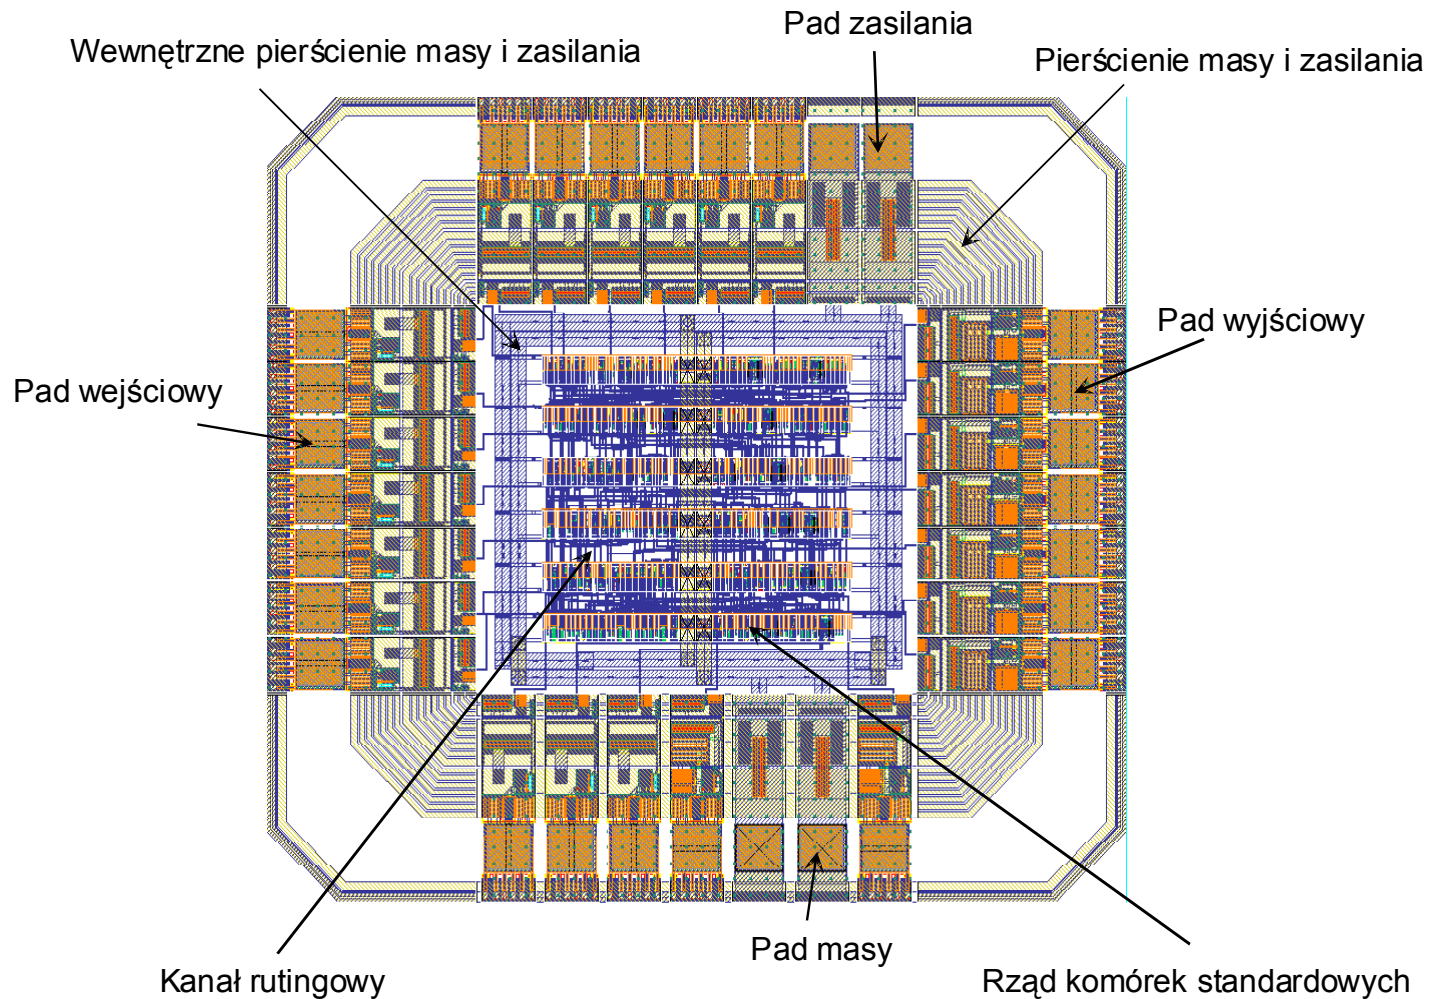 Pad zasilania
Wewnętrzne pierścienie masy i zasilania
Pierścienie masy i zasilania
Pad wyjściowy
Pad wejściowy
Pad masy
Kanał rutingowy
Rząd komórek standardowych